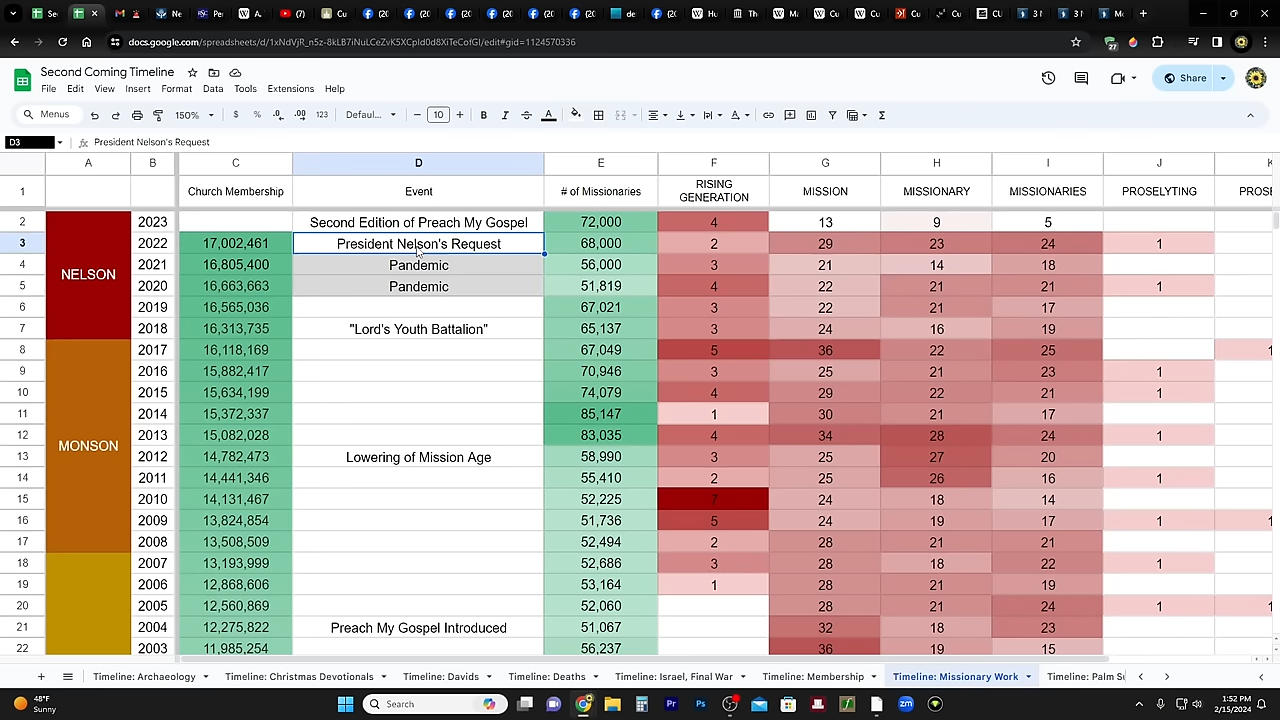 docs.google.com/spreadsheets/d/1xNdVjR_n5z-8kLB7iNuLCeZvK5XCpId0d8XiTeCofGI/edit#gid=1124570336
Second Coming Timeline
File Edit View Insert Format Data Tools Extensions Help
Share
Menus 150% $ % .0 .00 123 Defaul... 10 B I A
D3 fx President Nelson's Request
A B C D E F G H I J
1 Church Membership Event # of Missionaries RISING GENERATION MISSION MISSIONARY MISSIONARIES PROSELYTING
2 2023 Second Edition of Preach My Gospel 72,000 4 13 9 5
3 2022 17,002,461 President Nelson's Request 68,000 2 29 23 24 1
NELSON
4 2021 16,805,400 Pandemic 56,000 3 21 14 18
5 2020 16,663,663 Pandemic 51,819 4 22 21 21 1
6 2019 16,565,036 67,021 3 22 21 17
7 2018 16,313,735 "Lord's Youth Battalion" 65,137 3 24 16 19
8 2017 16,118,169 67,049 5 36 22 25
9 2016 15,882,417 70,946 3 25 21 23 1
10 2015 15,634,199 74,079 4 29 22 21 1
11 2014 15,372,337 85,147 1 30 21 17
12 2013 15,082,028 83,035 4 34 28 24 1
MONSON
13 2012 14,782,473 Lowering of Mission Age 58,990 3 25 27 20
14 2011 14,441,346 55,410 2 25 26 16 1
15 2010 14,131,467 52,225 7 24 18 14
16 2009 13,824,854 51,736 5 24 19 17 1
17 2008 13,508,509 52,494 2 28 21 21
18 2007 13,193,999 52,686 3 28 18 22 1
19 2006 12,868,606 53,164 1 28 21 19
20 2005 12,560,869 52,060 28 21 24 1
21 2004 12,275,822 Preach My Gospel Introduced 51,067 32 18 23
22 2003 11,985,254 56,237 36 19 15
Timeline: Archaeology Timeline: Christmas Devotionals Timeline: Davids Timeline: Deaths Timeline: Israel, Final War Timeline: Membership Timeline: Missionary Work
48°F
Sunny
Search
1:52 PM
2/15/2024